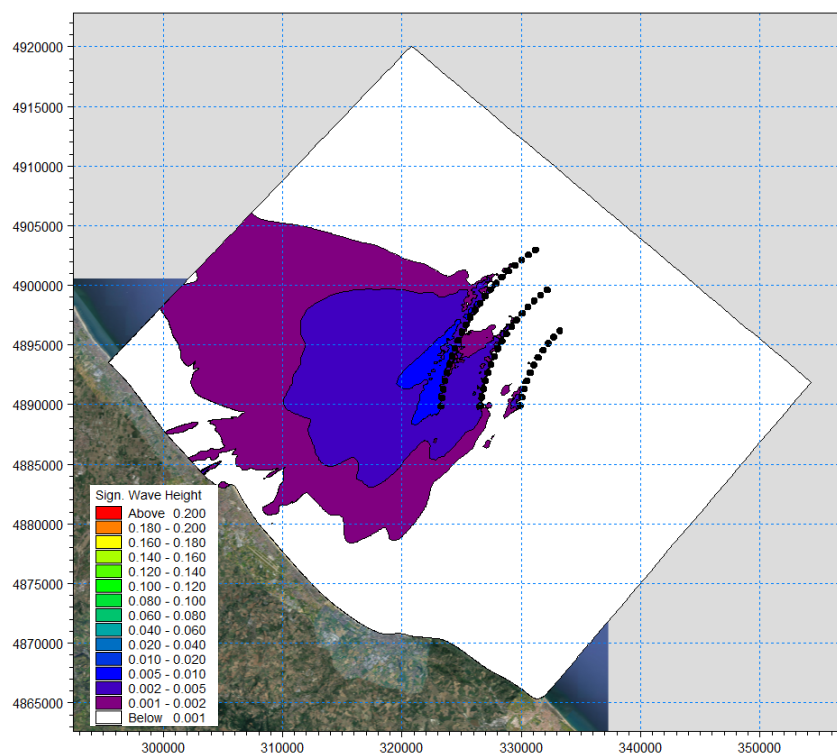 4920000
4915000
4910000
4905000
4900000
4895000
4890000
4885000
4880000
4875000
4870000
4865000
Sign. Wave Height
Above 0.200
0.180 - 0.200
0.160 - 0.180
0.140 - 0.160
0.120 - 0.140
0.100 - 0.120
0.080 - 0.100
0.060 - 0.080
0.040 - 0.060
0.020 - 0.040
0.010 - 0.020
0.005 - 0.010
0.002 - 0.005
0.001 - 0.002
Below 0.001
300000 310000 320000 330000 340000 350000